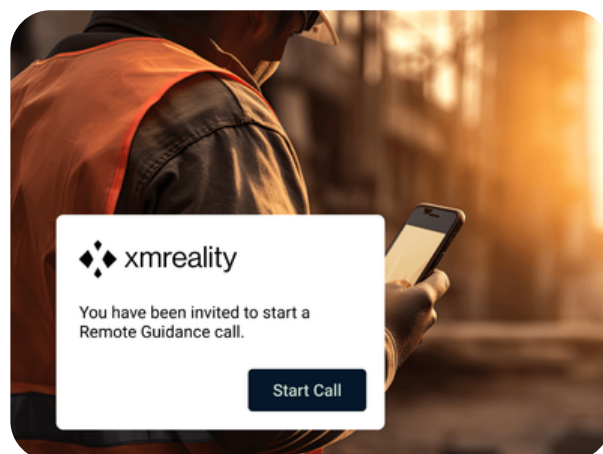 xmreality
You have been invited to start a
Remote Guidance call.
Start Call